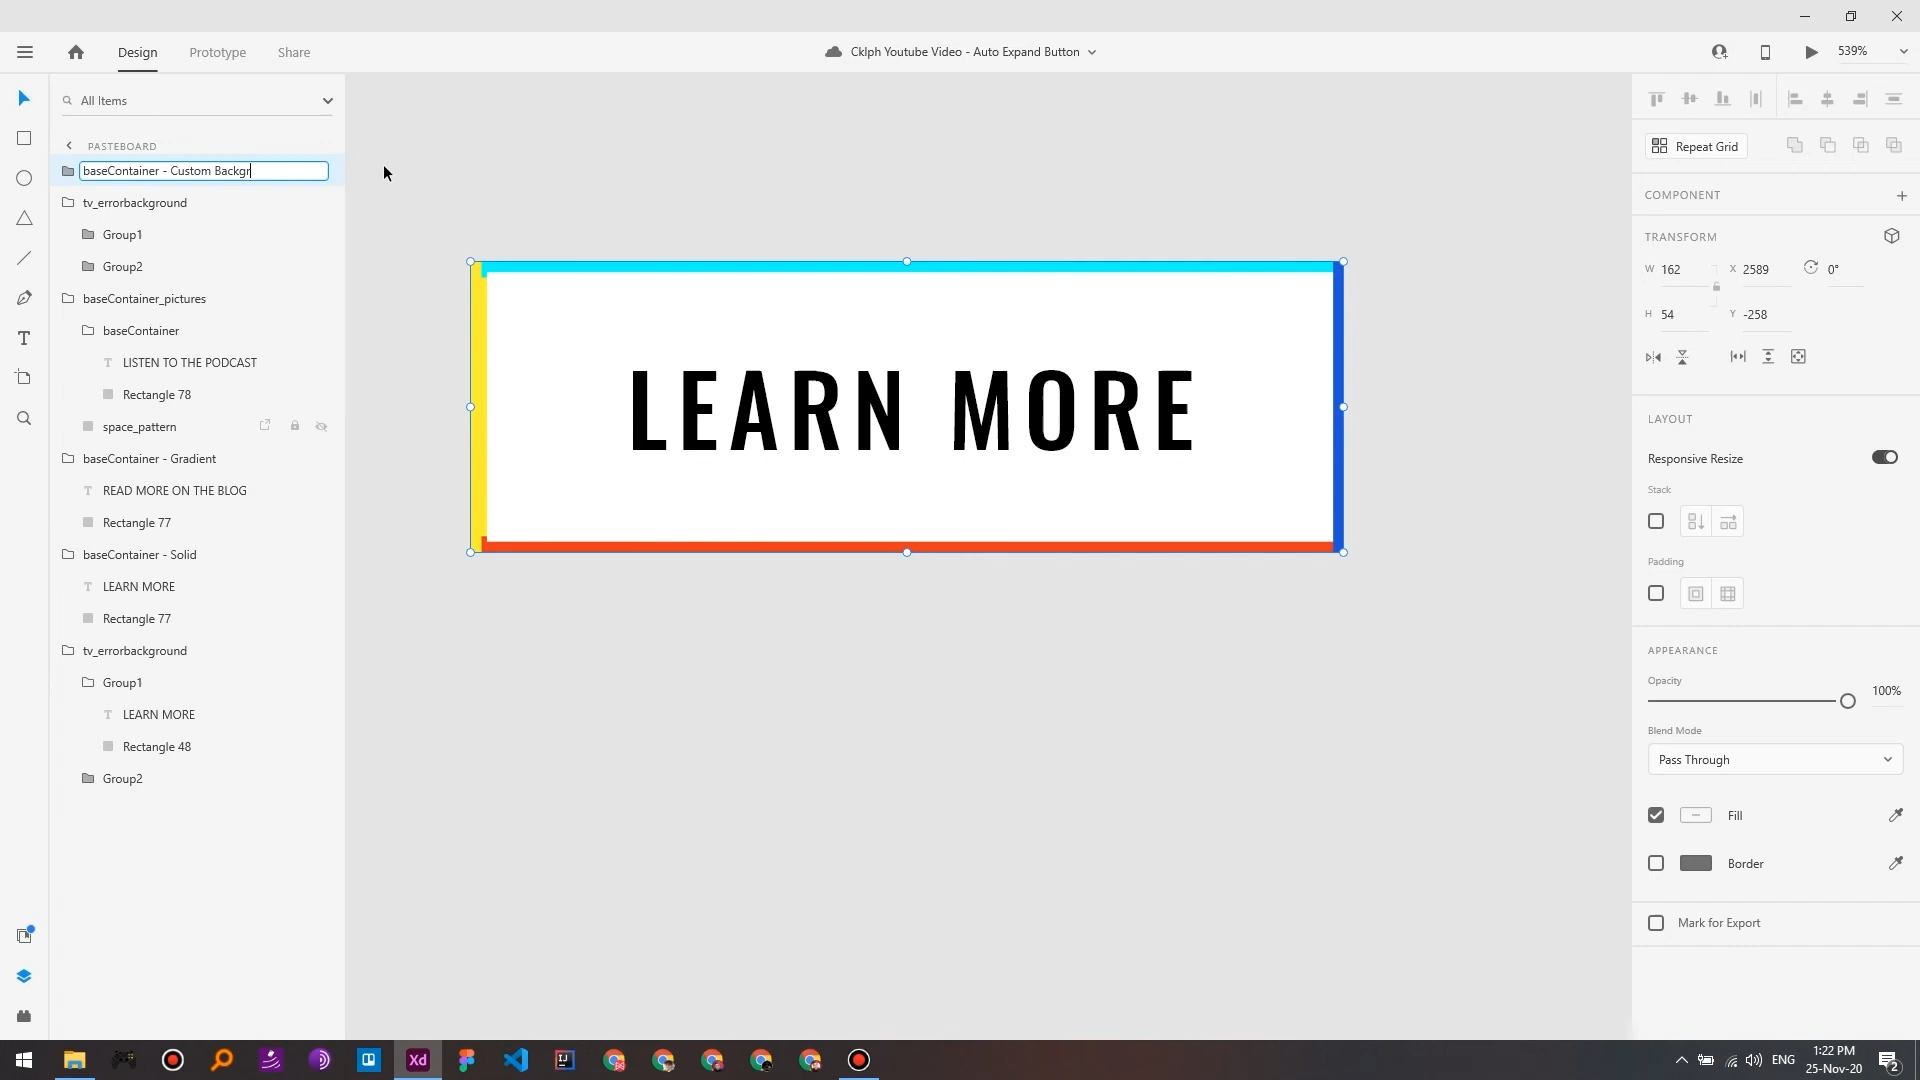 Design
Prototype
Share
Cklph Youtube Video - Auto Expand Button
539%
All Items
PASTEBOARD
baseContainer - Custom Backgr
tv_errorbackground
Group1
Group2
baseContainer_pictures
baseContainer
LISTEN TO THE PODCAST
Rectangle 78
space_pattern
baseContainer - Gradient
READ MORE ON THE BLOG
Rectangle 77
baseContainer - Solid
LEARN MORE
Rectangle 77
tv_errorbackground
Group1
LEARN MORE
Rectangle 48
Group2
LEARN MORE
Repeat Grid
COMPONENT
TRANSFORM
W 162 X 2589 0°
H 54 Y -258
LAYOUT
Responsive Resize
Stack
Padding
APPEARANCE
Opacity
100%
Blend Mode
Pass Through
Fill
Border
Mark for Export
Xd
IJ
ENG
1:22 PM
25-Nov-20
2